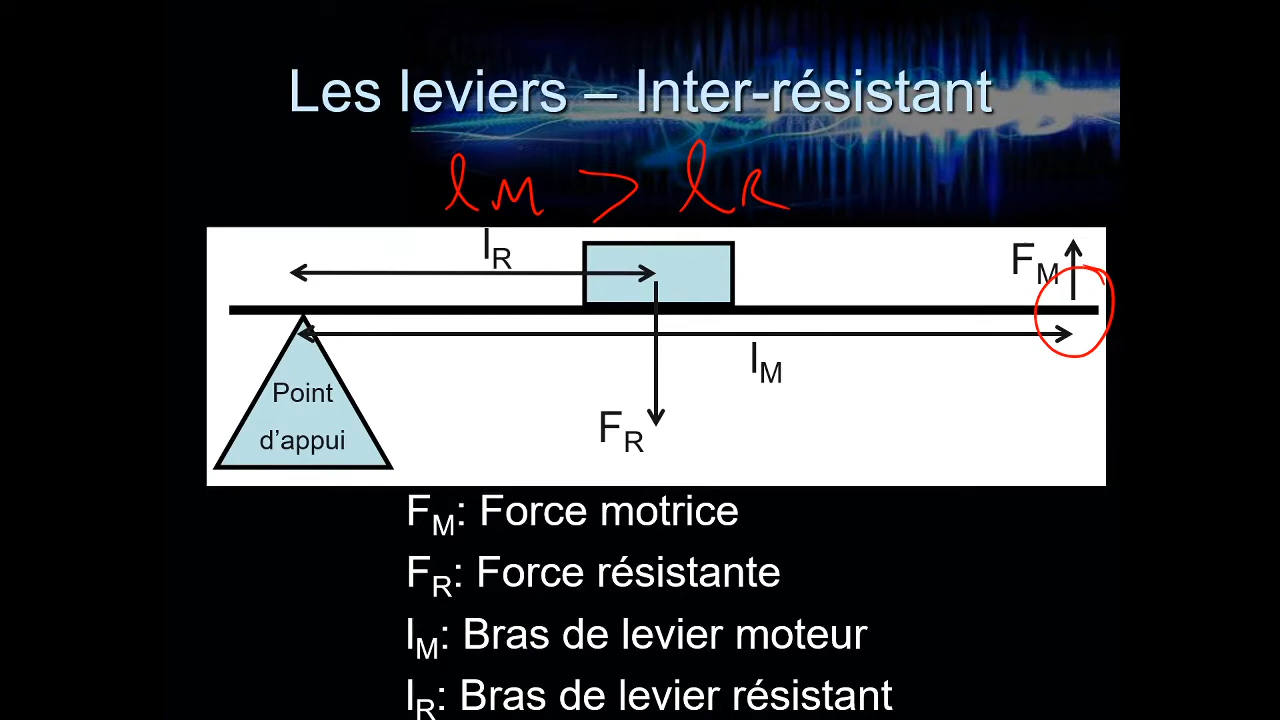 Les leviers – Inter-résistant
lM > lR
lR
FM
Point
d'appui
lM
FR
FM: Force motrice
FR: Force résistante
lM: Bras de levier moteur
lR: Bras de levier résistant